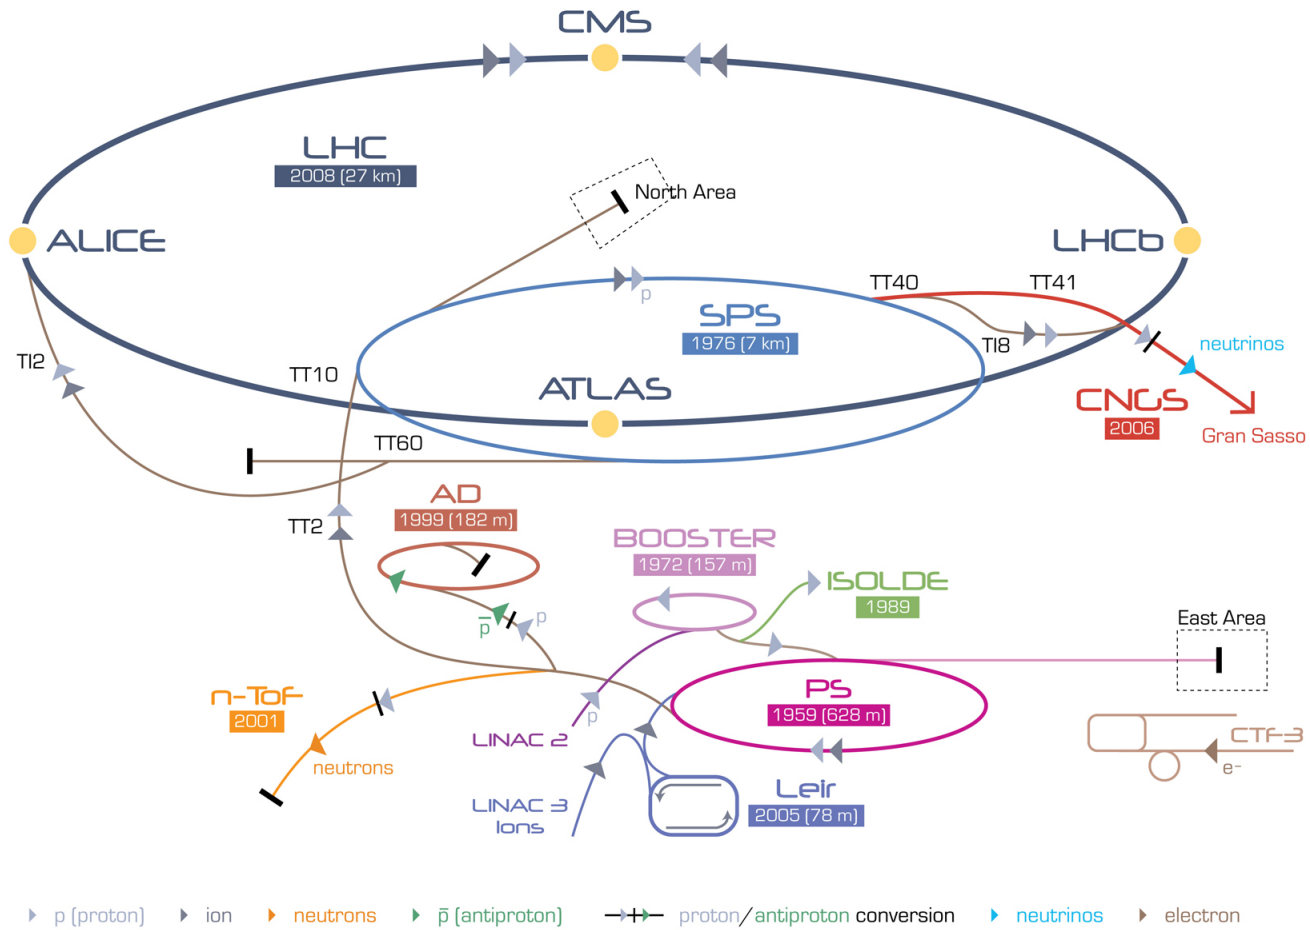 CMS
LHC
2008 (27 km)
North Area
ALICE
LHCb
TT40
TT41
p
SPS
1976 (7 km)
TI8
neutrinos
TI2
TT10
ATLAS
CNGS
2006
Gran Sasso
TT60
AD
1999 (182 m)
TT2
BOOSTER
1972 (157 m)
ISOLDE
1989
p̅
p
East Area
n-ToF
2001
PS
1959 (628 m)
p
LINAC 2
neutrons
CTF-3
e-
LINAC 3
Ions
Leir
2005 (78 m)
p (proton) ion neutrons p̅ (antiproton) proton/antiproton conversion neutrinos electron